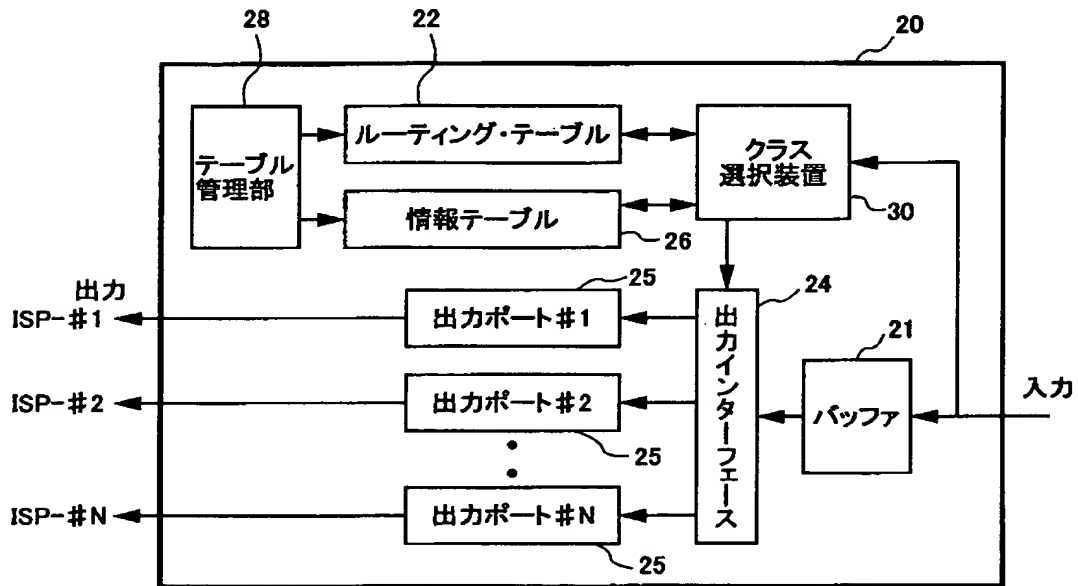 28
22
20
ルーティング・テーブル
テーブル
管理部
クラス
選択装置
30
情報テーブル
26
出力
25
24
ISP-#1
出力ポート#1
出力インターフェース
21
入力
ISP-#2
出力ポート#2
バッファ
25
ISP-#N
出力ポート#N
25